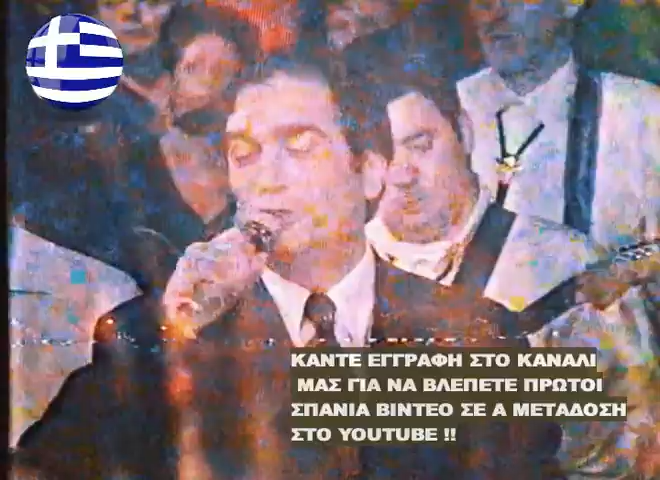 ΚΑΝΤΕ ΕΓΓΡΑΦΗ ΣΤΟ ΚΑΝΑΛΙ
ΜΑΣ ΓΙΑ ΝΑ ΒΛΕΠΕΤΕ ΠΡΩΤΟΙ
ΣΠΑΝΙΑ ΒΙΝΤΕΟ ΣΕ Α ΜΕΤΑΔΟΣΗ
ΣΤΟ YOUTUBE !!